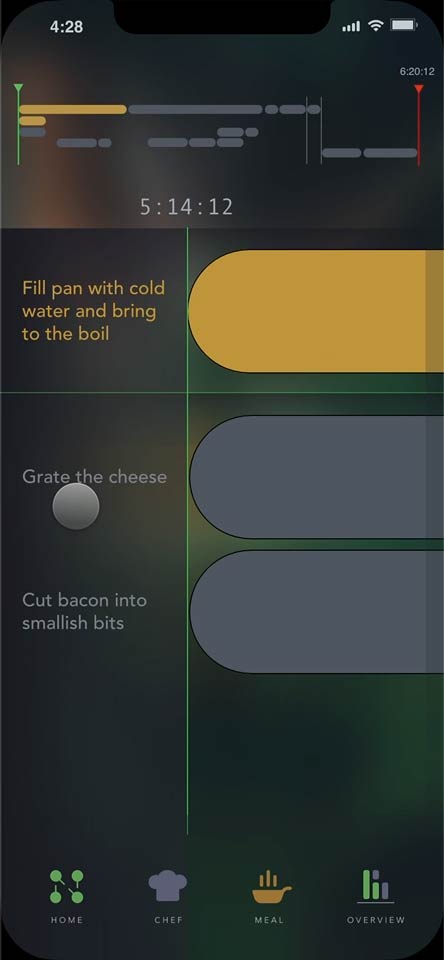 4:28
6:20:12
5:14:12
Fill pan with cold
water and bring
to the boil
Grate the cheese
Cut bacon into
smallish bits
HOME
CHEF
MEAL
OVERVIEW